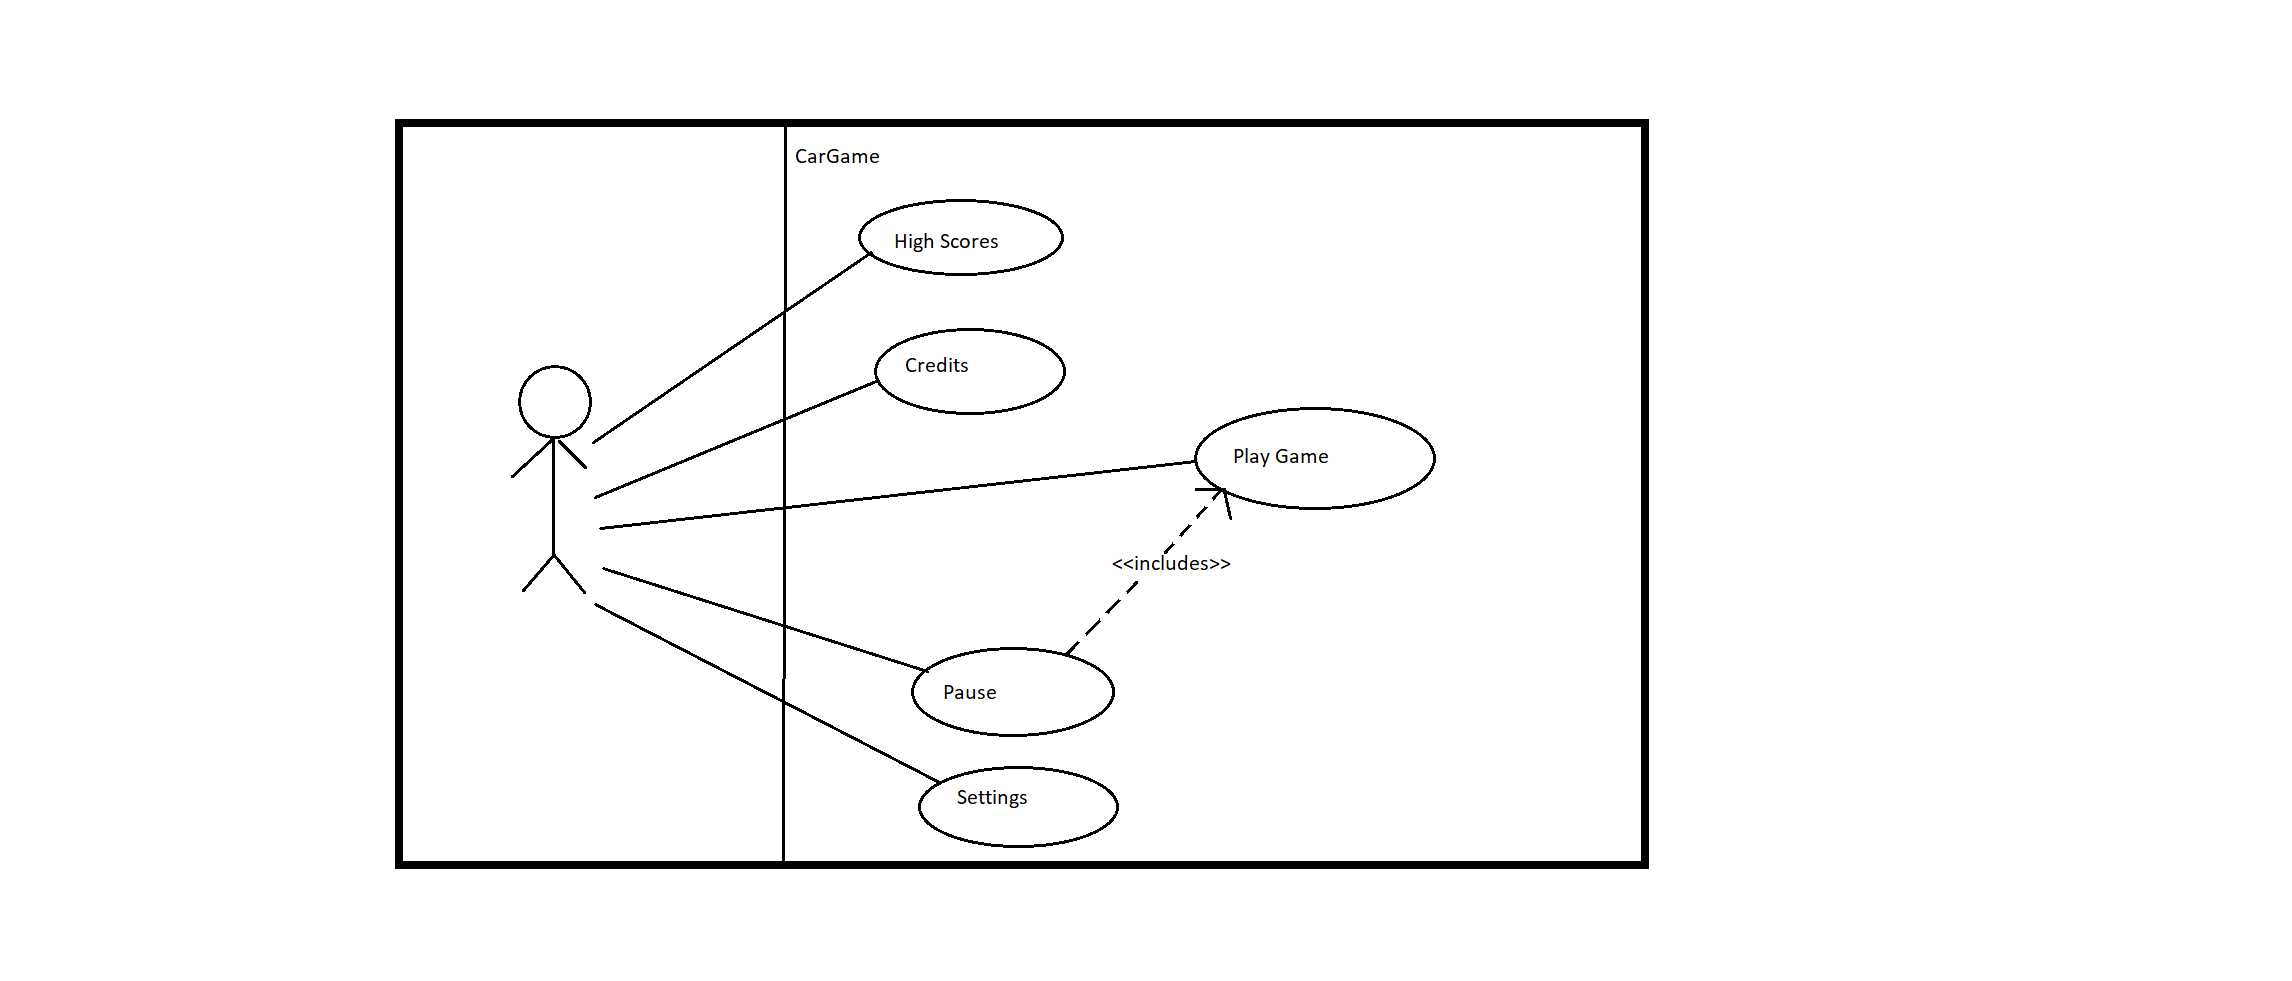 CarGame
High Scores
Credits
Play Game
<<includes>>
Pause
Settings